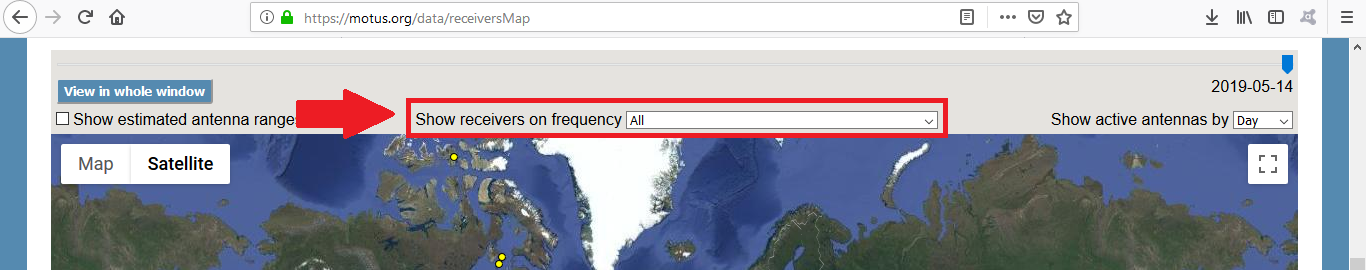 https://motus.org/data/receiversMap
2019-05-14
View in whole window
Show estimated antenna range
Show receivers on frequency All
Show active antennas by Day
Map Satellite